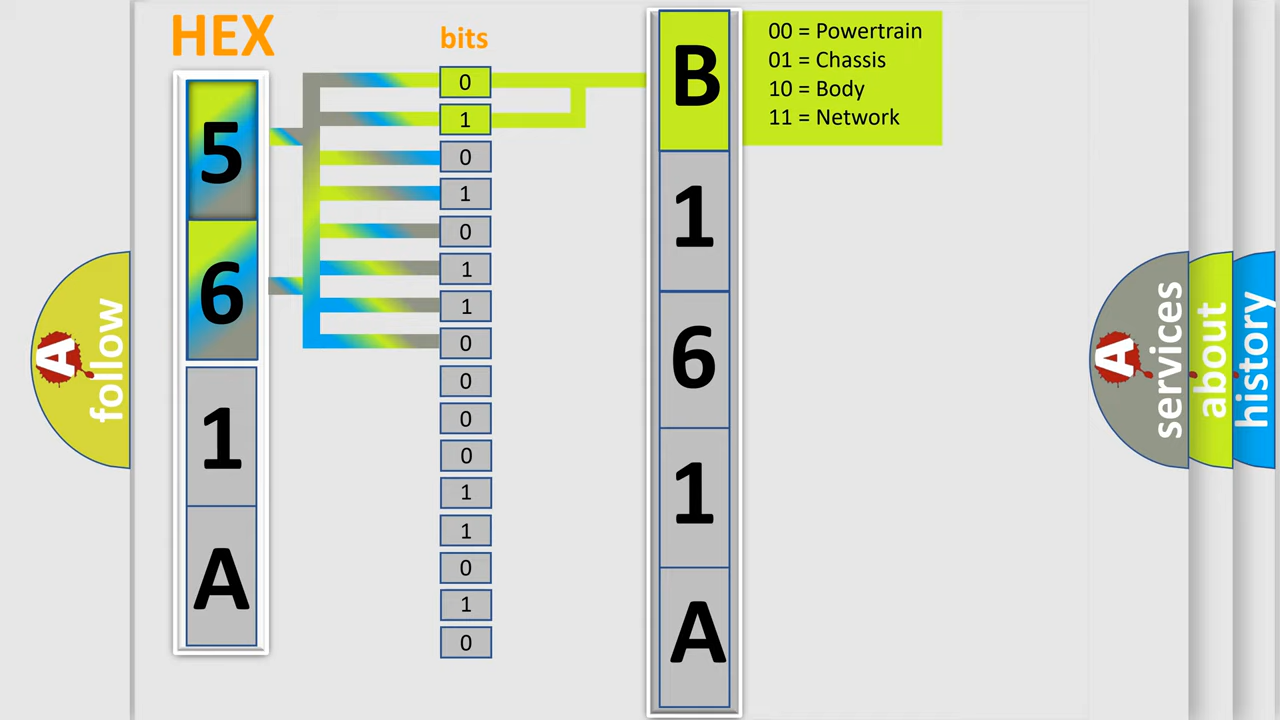 HEX
bits
5
6
1
A
0
1
0
1
0
1
1
0
0
0
0
1
1
0
1
0
B
1
6
1
A
00 = Powertrain
01 = Chassis
10 = Body
11 = Network
A
follow
A
services
about
history